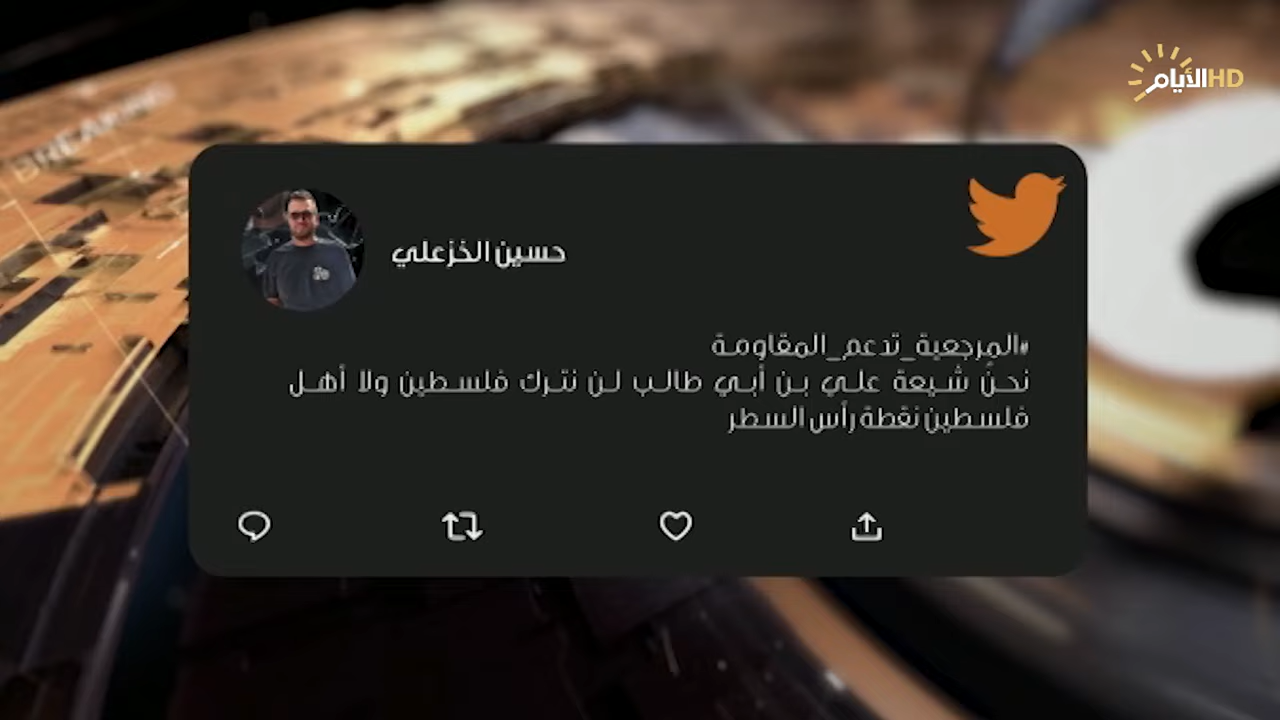 الأيام HD
BREAKING
حسين الخزعلي
#المرجعية_تدعم_المقاومة
نحنُ شيعة علي بن أبي طالب لن نترك فلسطين ولا أهل
فلسطين نقطة رأس السطر